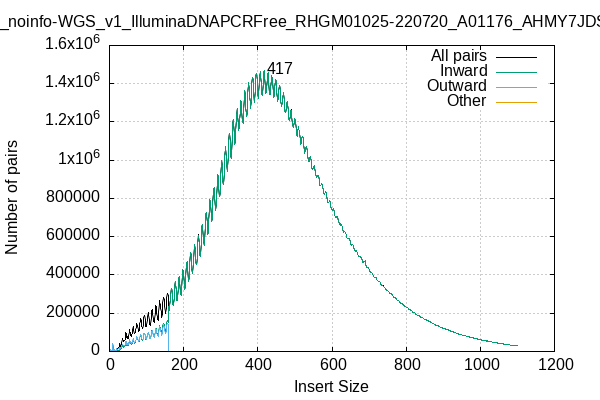 _noinfo-WGS_v1_IlluminaDNAPCRFree_RHGM01025-220720_A01176_AHMY7JDS
1.6x10^6
1.4x10^6
1.2x10^6
1x10^6
800000
600000
400000
200000
0
Number of pairs
417
All pairs
Inward
Outward
Other
0 200 400 600 800 1000 1200
Insert Size